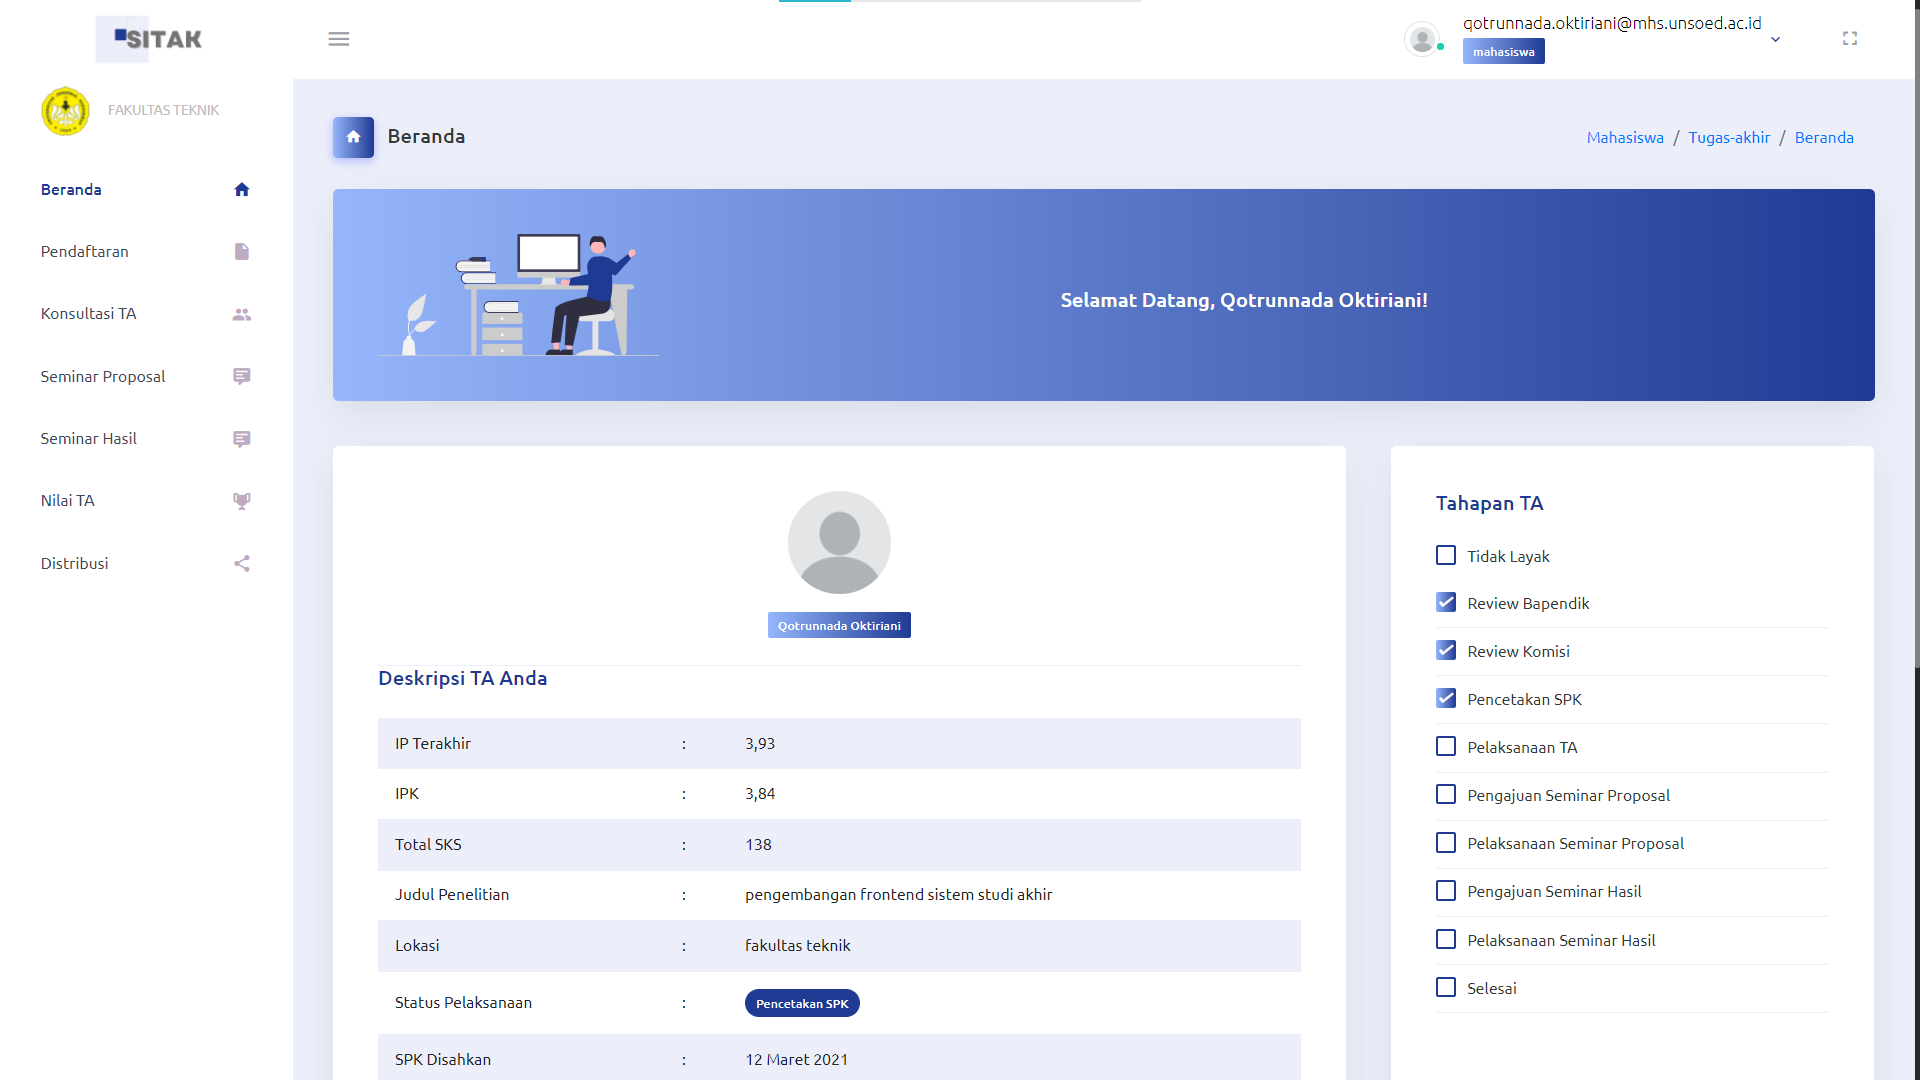 SITAK
qotrunnada.oktiriani@mhs.unsoed.ac.id
mahasiswa
FAKULTAS TEKNIK
Beranda
Pendaftaran
Konsultasi TA
Seminar Proposal
Seminar Hasil
Nilai TA
Distribusi
Beranda
Mahasiswa / Tugas-akhir / Beranda
Selamat Datang, Qotrunnada Oktiriani!
Qotrunnada Oktiriani
Deskripsi TA Anda
IP Terakhir : 3,93
IPK : 3,84
Total SKS : 138
Judul Penelitian : pengembangan frontend sistem studi akhir
Lokasi : fakultas teknik
Status Pelaksanaan : Pencetakan SPK
SPK Disahkan : 12 Maret 2021
Tahapan TA
Tidak Layak
Review Bapendik
Review Komisi
Pencetakan SPK
Pelaksanaan TA
Pengajuan Seminar Proposal
Pelaksanaan Seminar Proposal
Pengajuan Seminar Hasil
Pelaksanaan Seminar Hasil
Selesai